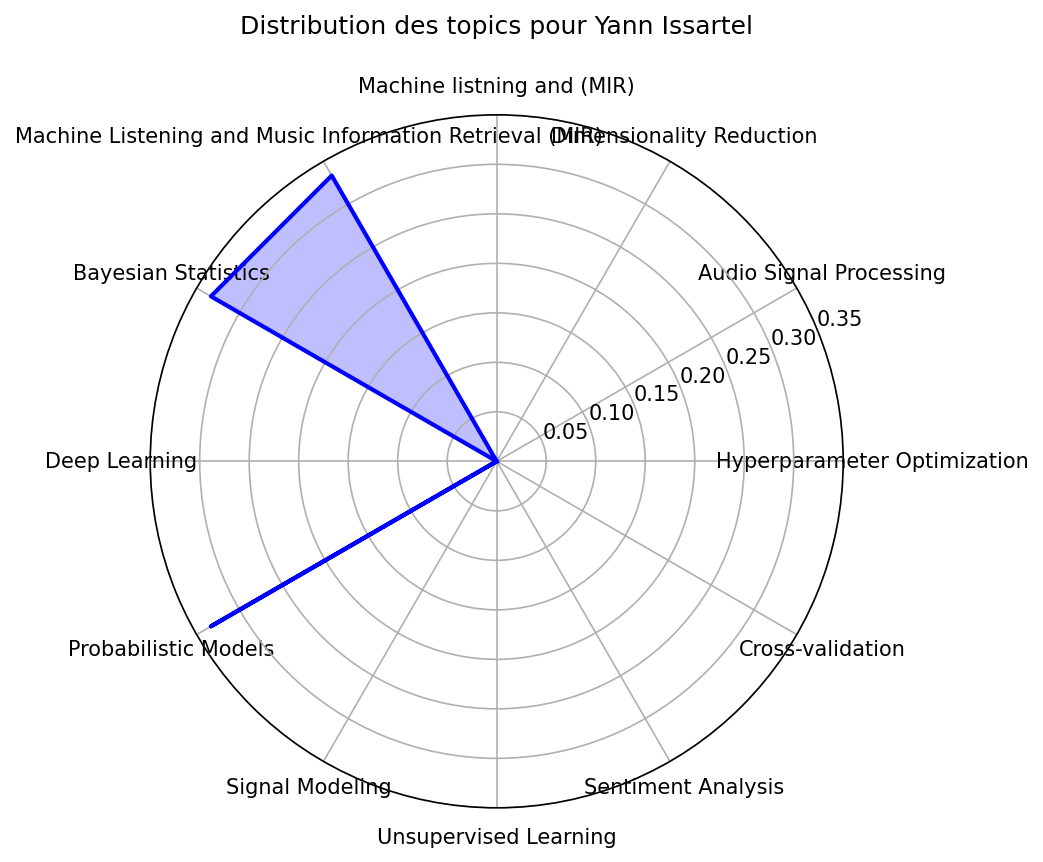 Distribution des topics pour Yann Issartel
Machine listning and (MIR)
Machine Listening and Music Information Retrieval (MIR)
Dimensionality Reduction
Bayesian Statistics
Audio Signal Processing
0.35
0.30
0.25
0.20
0.15
0.10
0.05
Deep Learning
Hyperparameter Optimization
Probabilistic Models
Cross-validation
Signal Modeling
Sentiment Analysis
Unsupervised Learning